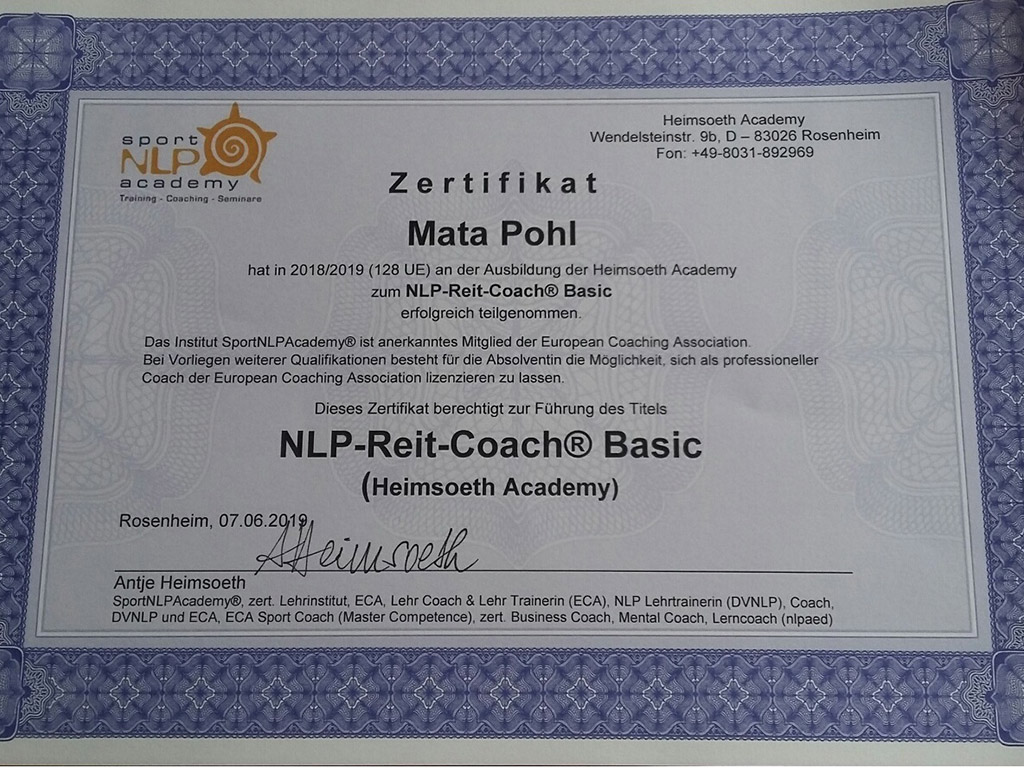 sport
NLP
academy
Training - Coaching - Seminare
Heimsoeth Academy
Wendelsteinstr. 9b, D – 83026 Rosenheim
Fon: +49-8031-892969
Zertifikat
Mata Pohl
hat in 2018/2019 (128 UE) an der Ausbildung der Heimsoeth Academy
zum NLP-Reit-Coach® Basic
erfolgreich teilgenommen.
Das Institut SportNLPAcademy® ist anerkanntes Mitglied der European Coaching Association.
Bei Vorliegen weiterer Qualifikationen besteht für die Absolventin die Möglichkeit, sich als professioneller
Coach der European Coaching Association lizenzieren zu lassen.
Dieses Zertifikat berechtigt zur Führung des Titels
NLP-Reit-Coach® Basic
(Heimsoeth Academy)
Rosenheim, 07.06.2019
AHeimsoeth
Antje Heimsoeth
SportNLPAcademy®, zert. Lehrinstitut, ECA, Lehr Coach & Lehr Trainerin (ECA), NLP Lehrtrainerin (DVNLP), Coach,
DVNLP und ECA, ECA Sport Coach (Master Competence), zert. Business Coach, Mental Coach, Lerncoach (nlpaed)